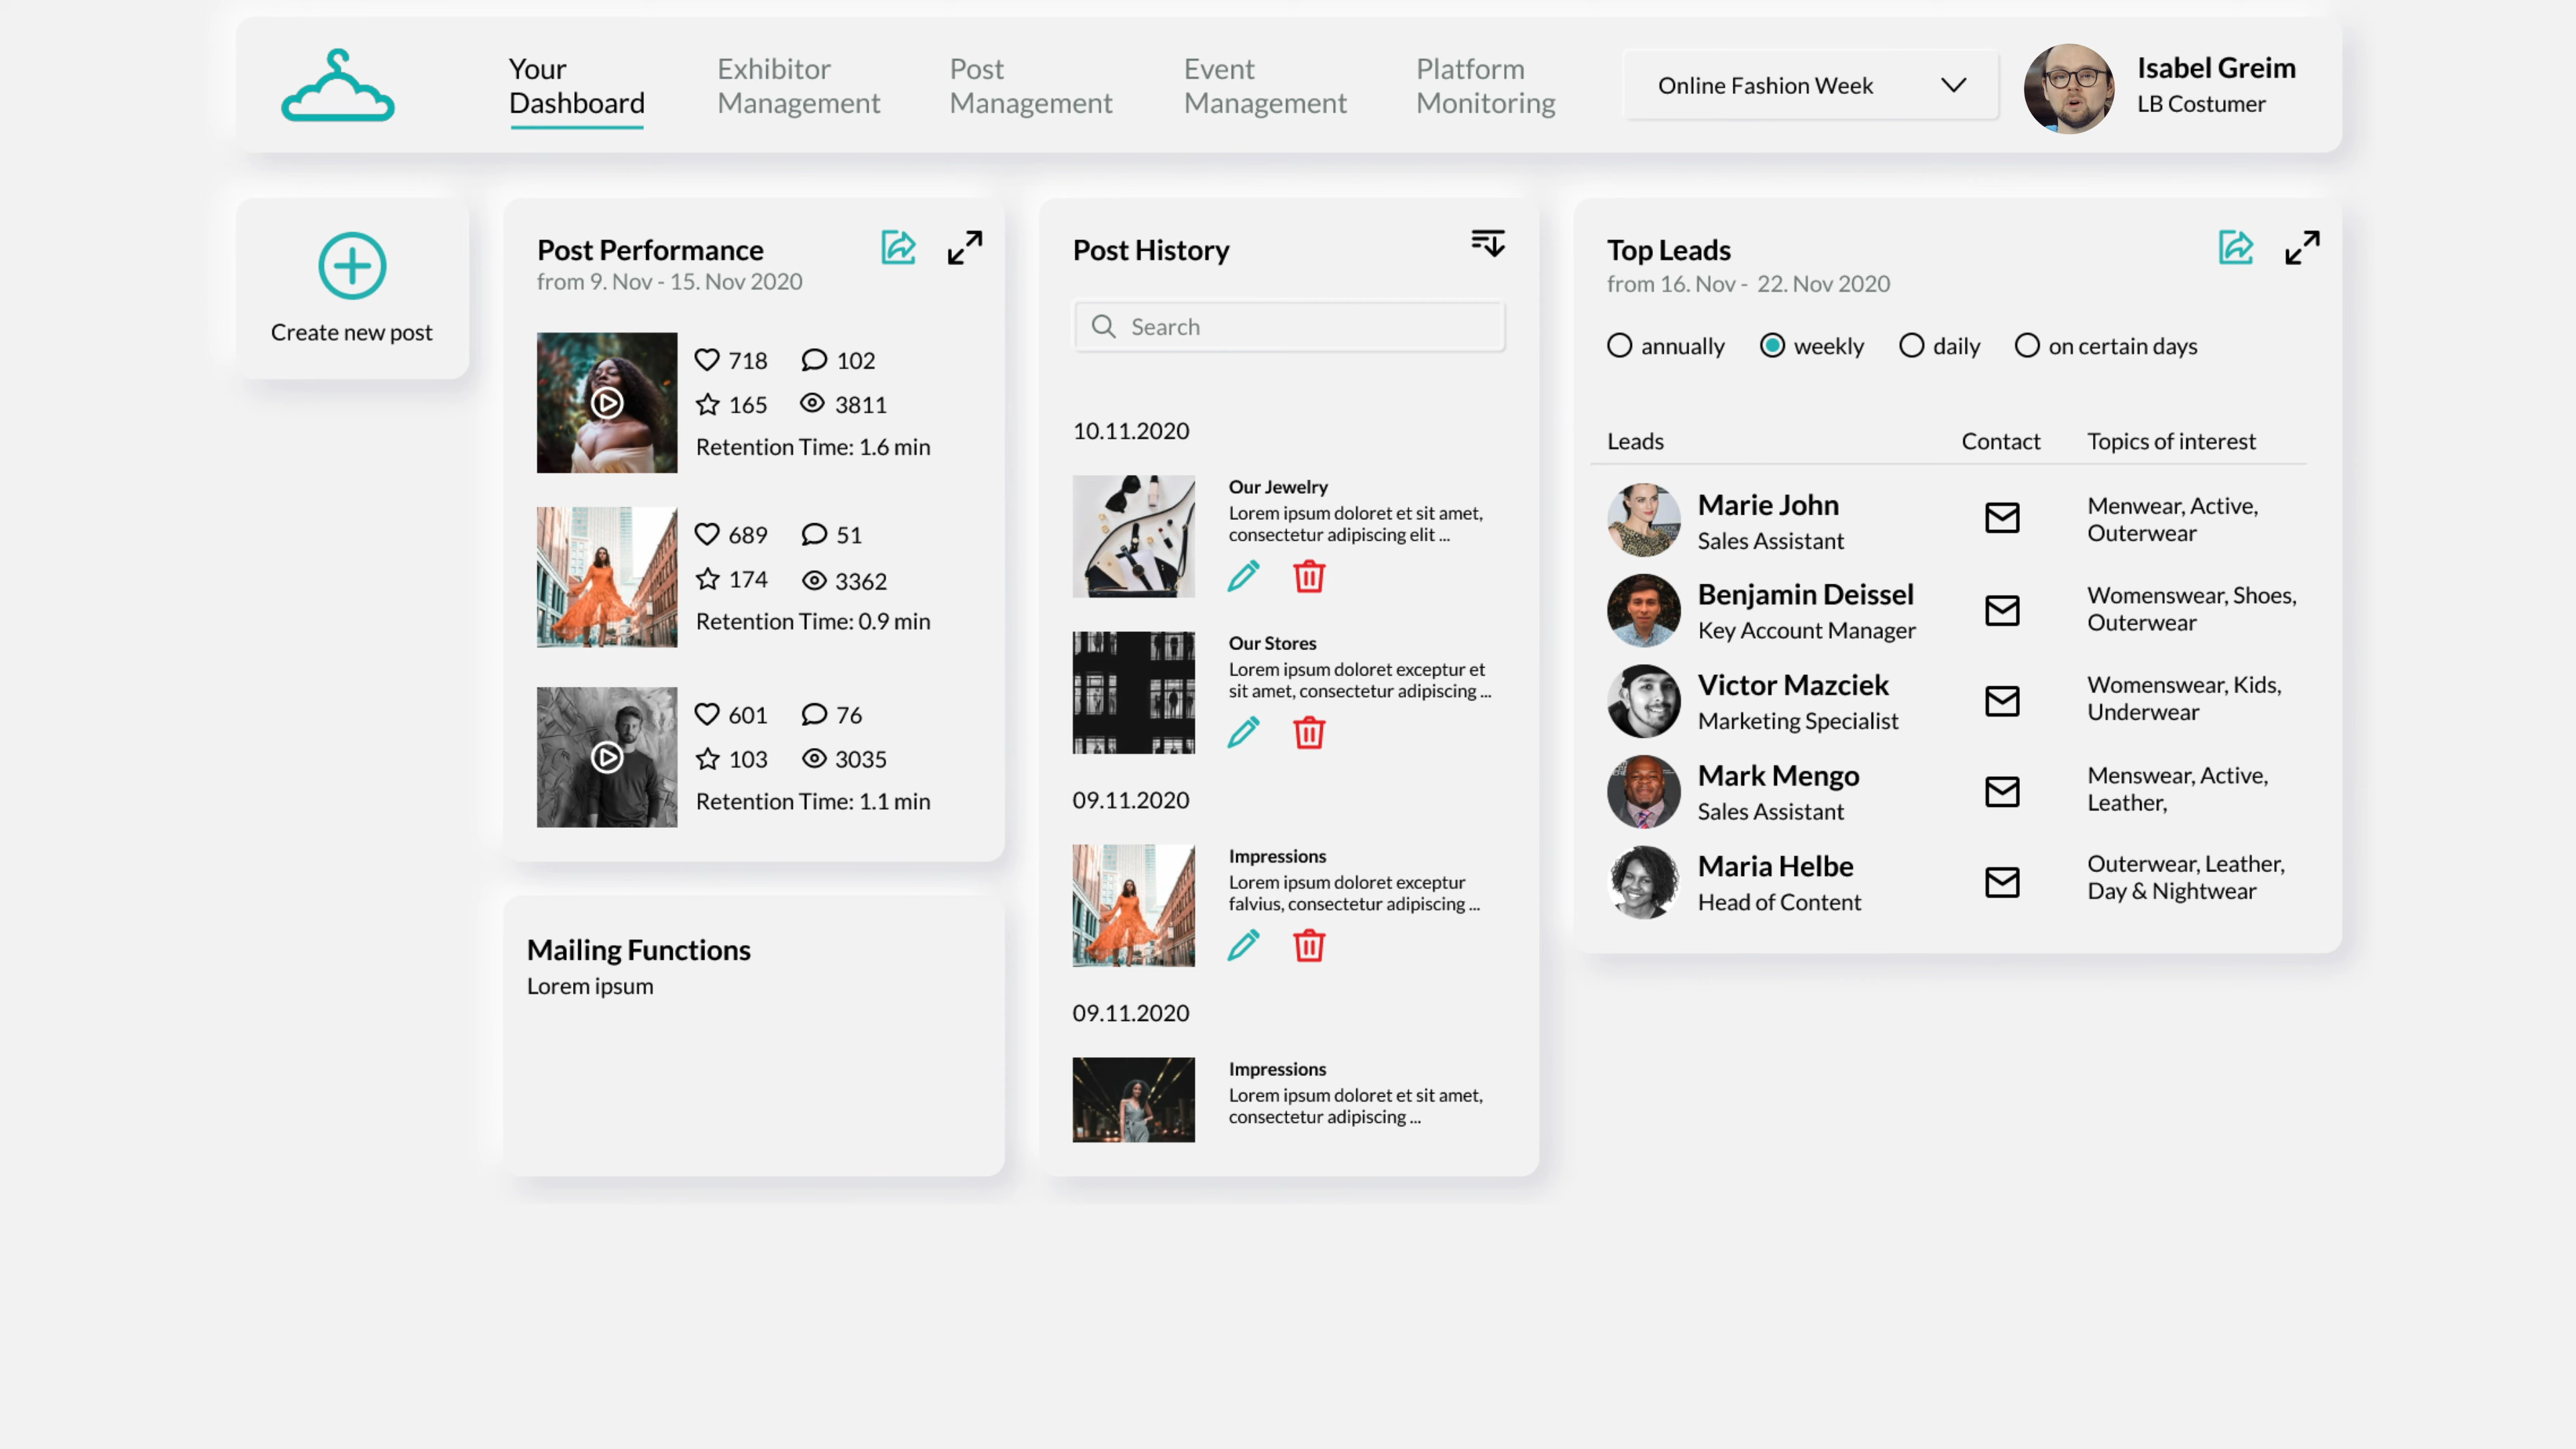 Your
Dashboard
Exhibitor
Management
Post
Management
Event
Management
Platform
Monitoring
Online Fashion Week
Isabel Greim
LB Costumer
Create new post
Post Performance
from 9. Nov - 15. Nov 2020
718 102
165 3811
Retention Time: 1.6 min
689 51
174 3362
Retention Time: 0.9 min
601 76
103 3035
Retention Time: 1.1 min
Mailing Functions
Lorem ipsum
Post History
Search
10.11.2020
Our Jewelry
Lorem ipsum doloret et sit amet,
consectetur adipiscing elit ...
Our Stores
Lorem ipsum doloret exceptur et
sit amet, consectetur adipiscing ...
09.11.2020
Impressions
Lorem ipsum doloret exceptur
falvius, consectetur adipiscing ...
09.11.2020
Impressions
Lorem ipsum doloret et sit amet,
consectetur adipiscing ...
Top Leads
from 16. Nov - 22. Nov 2020
annually weekly daily on certain days
Leads Contact Topics of interest
Marie John
Sales Assistant
Menwear, Active,
Outerwear
Benjamin Deissel
Key Account Manager
Womenswear, Shoes,
Outerwear
Victor Mazciek
Marketing Specialist
Womenswear, Kids,
Underwear
Mark Mengo
Sales Assistant
Menswear, Active,
Leather,
Maria Helbe
Head of Content
Outerwear, Leather,
Day & Nightwear